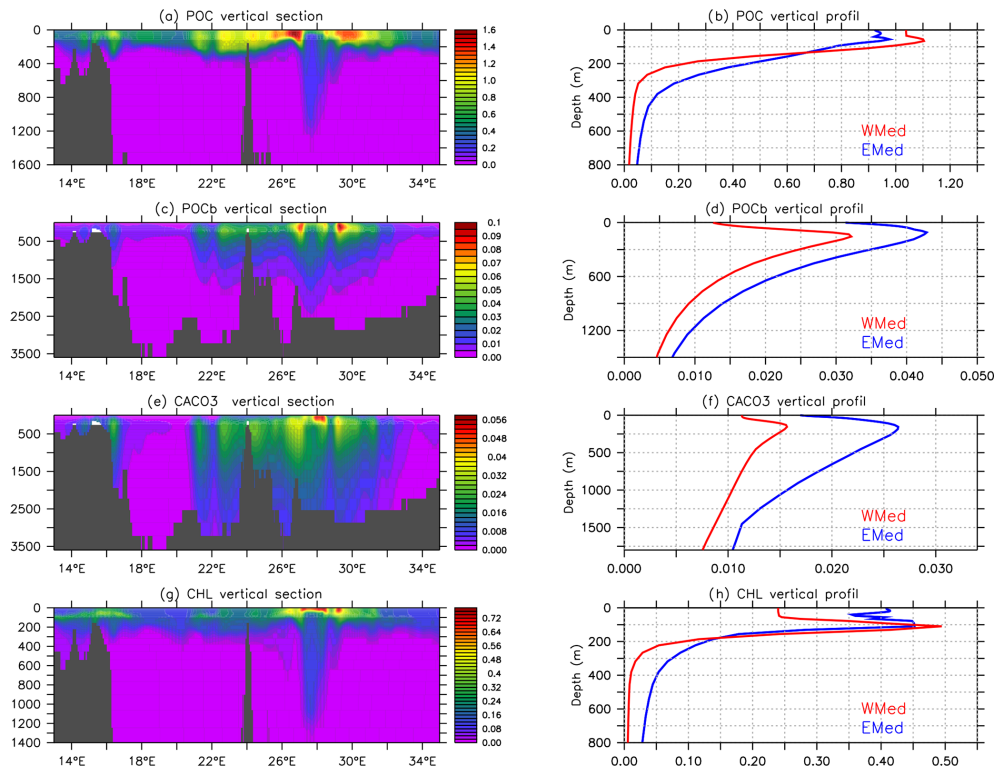 (a) POC vertical section
0
400
800
1200
1600
14°E 18°E 22°E 26°E 30°E 34°E
1.6
1.4
1.2
1.0
0.8
0.6
0.4
0.2
0.0
(b) POC vertical profil
0
200
400
600
800
Depth (m)
WMed
EMed
0.00 0.20 0.40 0.60 0.80 1.00 1.20
(c) POCb vertical section
500
1500
2500
3500
14°E 18°E 22°E 26°E 30°E 34°E
0.1
0.09
0.08
0.07
0.06
0.05
0.04
0.03
0.02
0.01
0.00
(d) POCb vertical profil
0
600
1200
Depth (m)
WMed
EMed
0.000 0.010 0.020 0.030 0.040 0.050
(e) CACO3 vertical section
500
1500
2500
3500
14°E 18°E 22°E 26°E 30°E 34°E
0.056
0.048
0.04
0.032
0.024
0.016
0.008
0.000
(f) CACO3 vertical profil
0
500
1000
1500
Depth (m)
WMed
EMed
0.000 0.010 0.020 0.030
(g) CHL vertical section
0
200
400
600
800
1000
1200
1400
14°E 18°E 22°E 26°E 30°E 34°E
0.72
0.64
0.56
0.48
0.40
0.32
0.24
0.16
0.08
0.00
(h) CHL vertical profil
0
200
400
600
800
Depth (m)
WMed
EMed
0.00 0.10 0.20 0.30 0.40 0.50